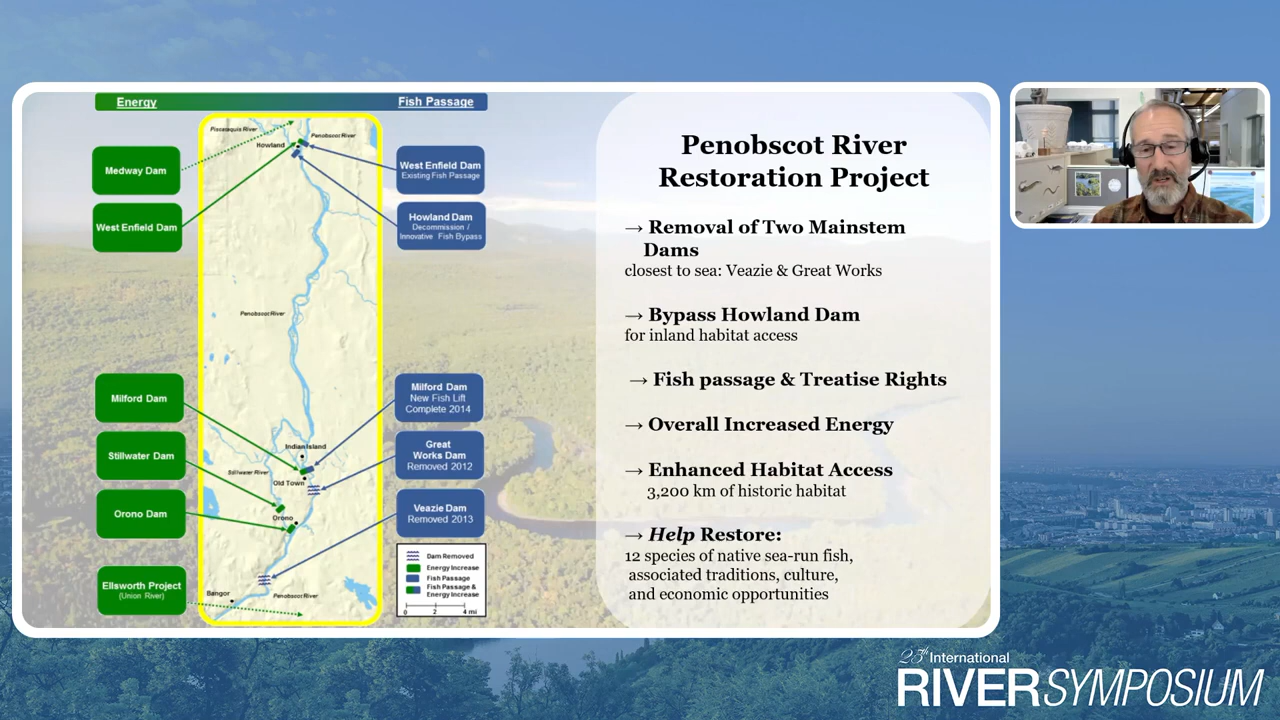 Energy
Fish Passage
Piscataquis River
Penobscot River
Howland
Medway Dam
West Enfield Dam
West Enfield Dam
Existing Fish Passage
Howland Dam
Decommission /
Innovative Fish Bypass
Penobscot River
Milford Dam
Stillwater Dam
Orono Dam
Ellsworth Project
(Union River)
Indian Island
Stillwater River
Old Town
Orono
Bangor
Penobscot River
Milford Dam
New Fish Lift
Complete 2014
Great
Works Dam
Removed 2012
Veazie Dam
Removed 2013
Dam Removed
Energy Increase
Fish Passage
Fish Passage &
Energy Increase
0 2 4 mi
Penobscot River
Restoration Project
→ Removal of Two Mainstem
Dams
closest to sea: Veazie & Great Works
→ Bypass Howland Dam
for inland habitat access
→ Fish passage & Treatise Rights
→ Overall Increased Energy
→ Enhanced Habitat Access
3,200 km of historic habitat
→ Help Restore:
12 species of native sea-run fish,
associated traditions, culture,
and economic opportunities
25th International
RIVERSYMPOSIUM